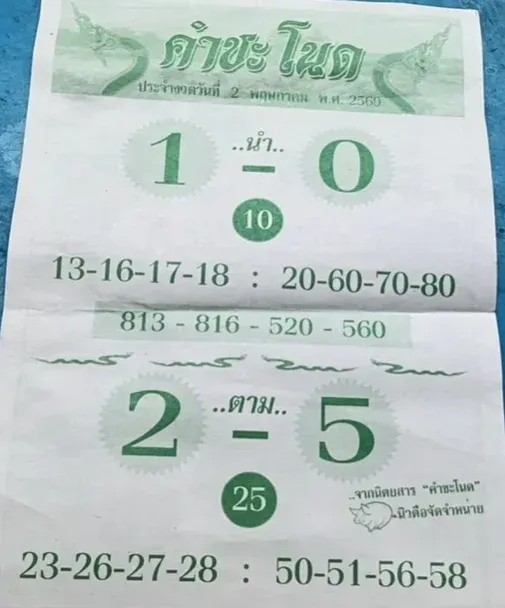 คำชะโนด
ประจำงวดวันที่ 2 พฤษภาคม พ.ศ. 2560
..นำ..
1 - 0
10
13-16-17-18 : 20-60-70-80
813 - 816 - 520 - 560
..ตาม..
2 - 5
25
..จากนิตยสาร "คำชะโนด"
..นิวดีอจัดจำหน่าย
23-26-27-28 : 50-51-56-58